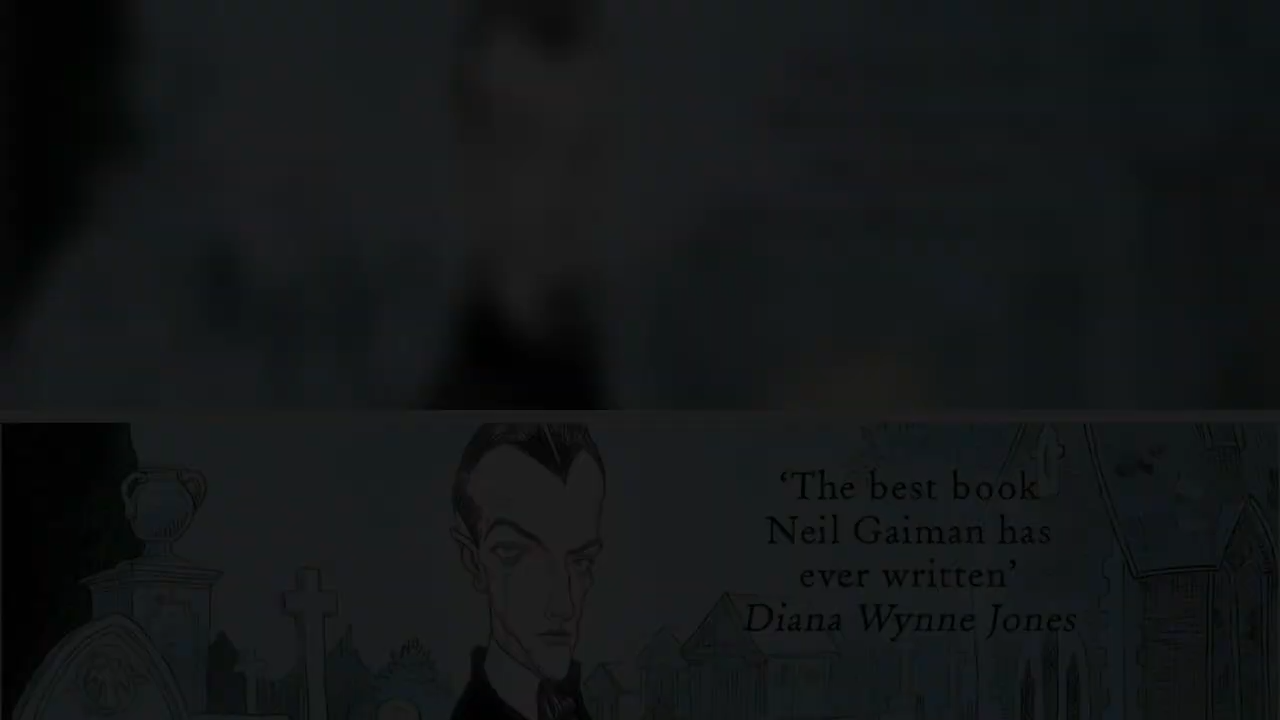 ‘The best book
Neil Gaiman has
ever written’
Diana Wynne Jones